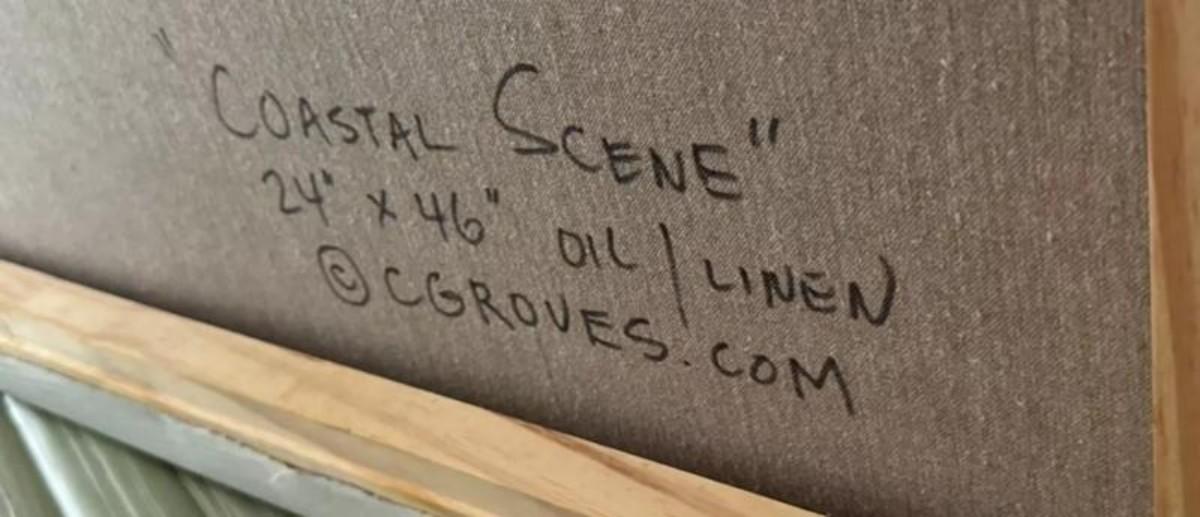 "COASTAL SCENE"
24" X 46" OIL / LINEN
© CGROVES.COM